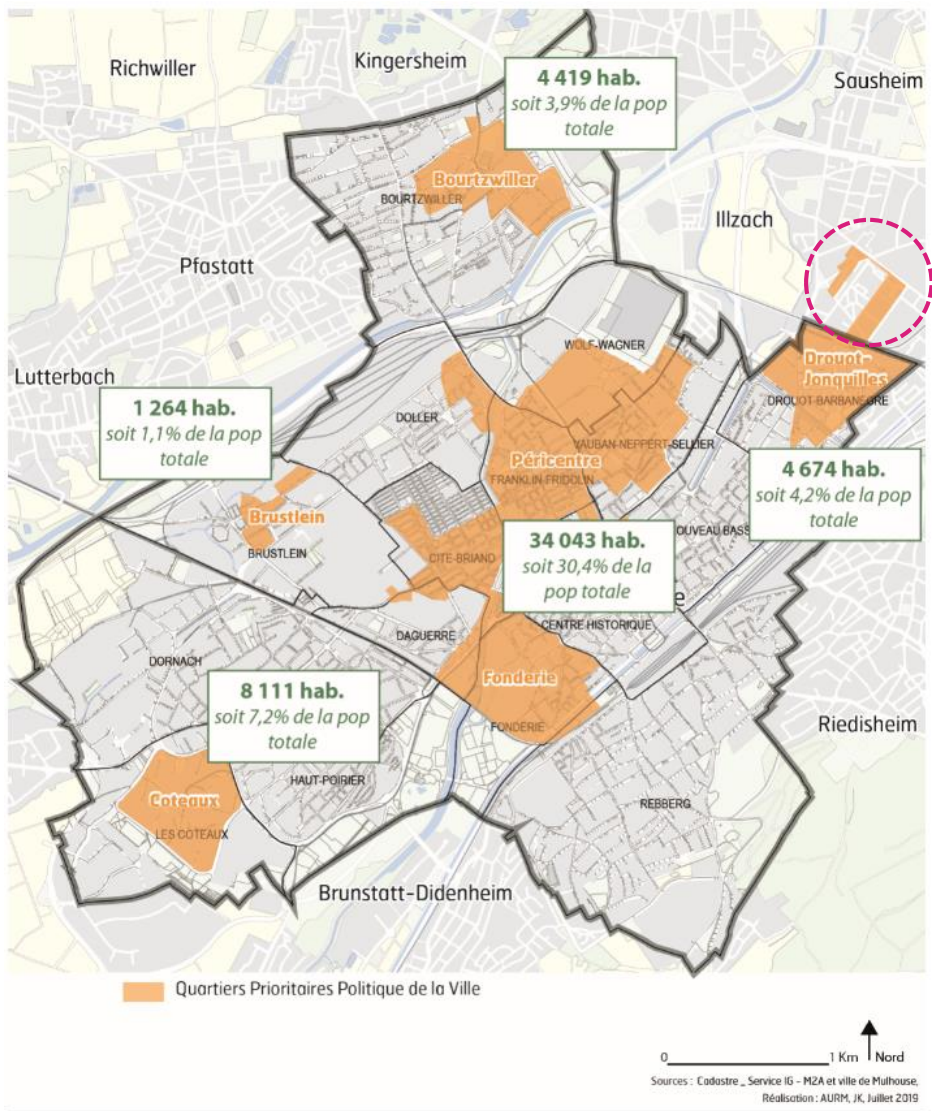 Richwiller
Kingersheim
Sausheim
4 419 hab.
soit 3,9% de la pop
totale
Bourtzwiller
BOURTZWILLER
Illzach
Pfastatt
WOLF-WAGNER
Drouot-
Jonquilles
DROUOT-BARBANEGRE
Lutterbach
1 264 hab.
soit 1,1% de la pop
totale
DOLLER
VAUBAN-NEPPERT-SELLIER
Péricentre
FRANKLIN-FRIDOLIN
4 674 hab.
soit 4,2% de la pop
totale
Brustlein
BRUSTLEIN
OUVEAU BASS
34 043 hab.
soit 30,4% de la
pop totale
CITE-BRIAND
e
CENTRE HISTORIQUE
DAGUERRE
DORNACH
Fonderie
FONDERIE
8 111 hab.
soit 7,2% de la pop
totale
Riedisheim
HAUT-POIRIER
Coteaux
LES COTEAUX
REBBERG
Brunstatt-Didenheim
Quartiers Prioritaires Politique de la Ville
0 1 Km Nord
Sources : Cadastre _ Service IG - M2A et ville de Mulhouse,
Réalisation : AURM, JK, Juillet 2019